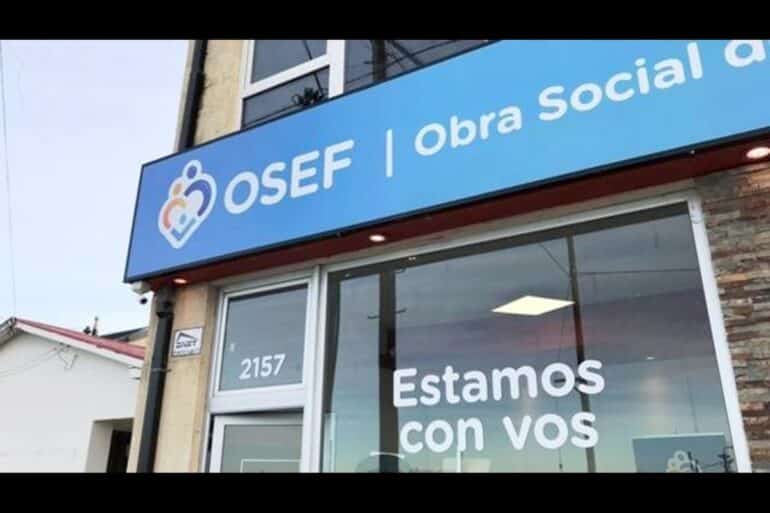 OSEF | Obra Social d
2157
Estamos
con vos